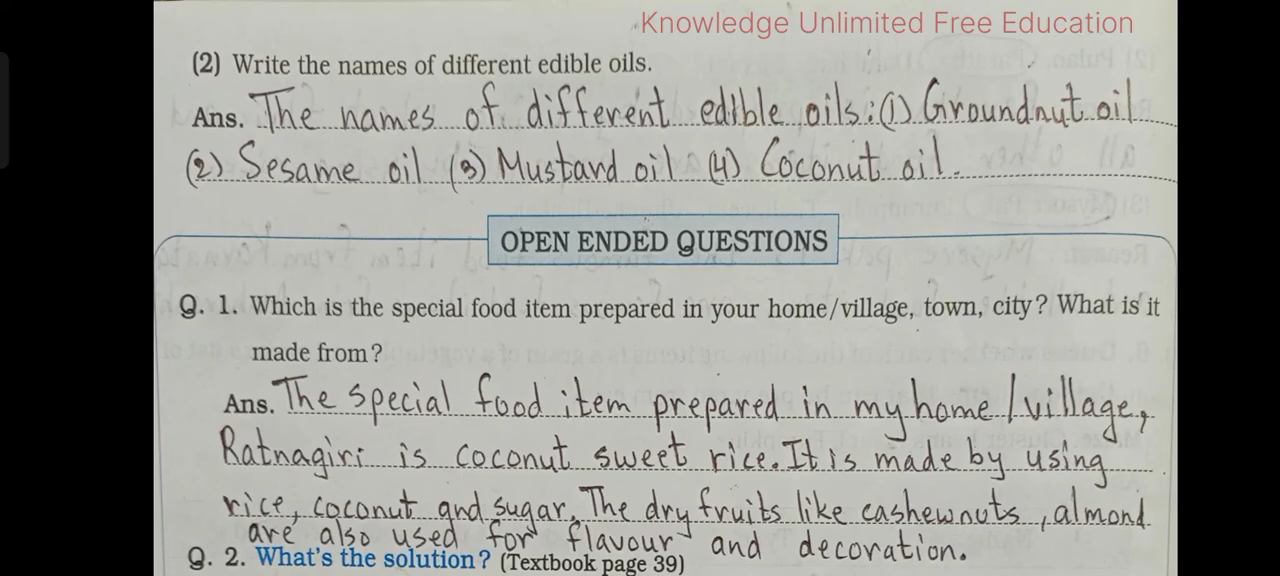 Knowledge Unlimited Free Education
(2) Write the names of different edible oils.
Ans. The names of different edible oils:(1) Groundnut oil
(2) Sesame oil (3) Mustard oil (4) Coconut oil.
OPEN ENDED QUESTIONS
Q. 1. Which is the special food item prepared in your home/village, town, city? What is it
made from?
Ans. The special food item prepared in my home/village,
Ratnagiri is coconut sweet rice. It is made by using
rice, coconut and sugar. The dry fruits like cashewnuts, almond
are also used for flavour and decoration.
Q. 2. What's the solution? (Textbook page 39)